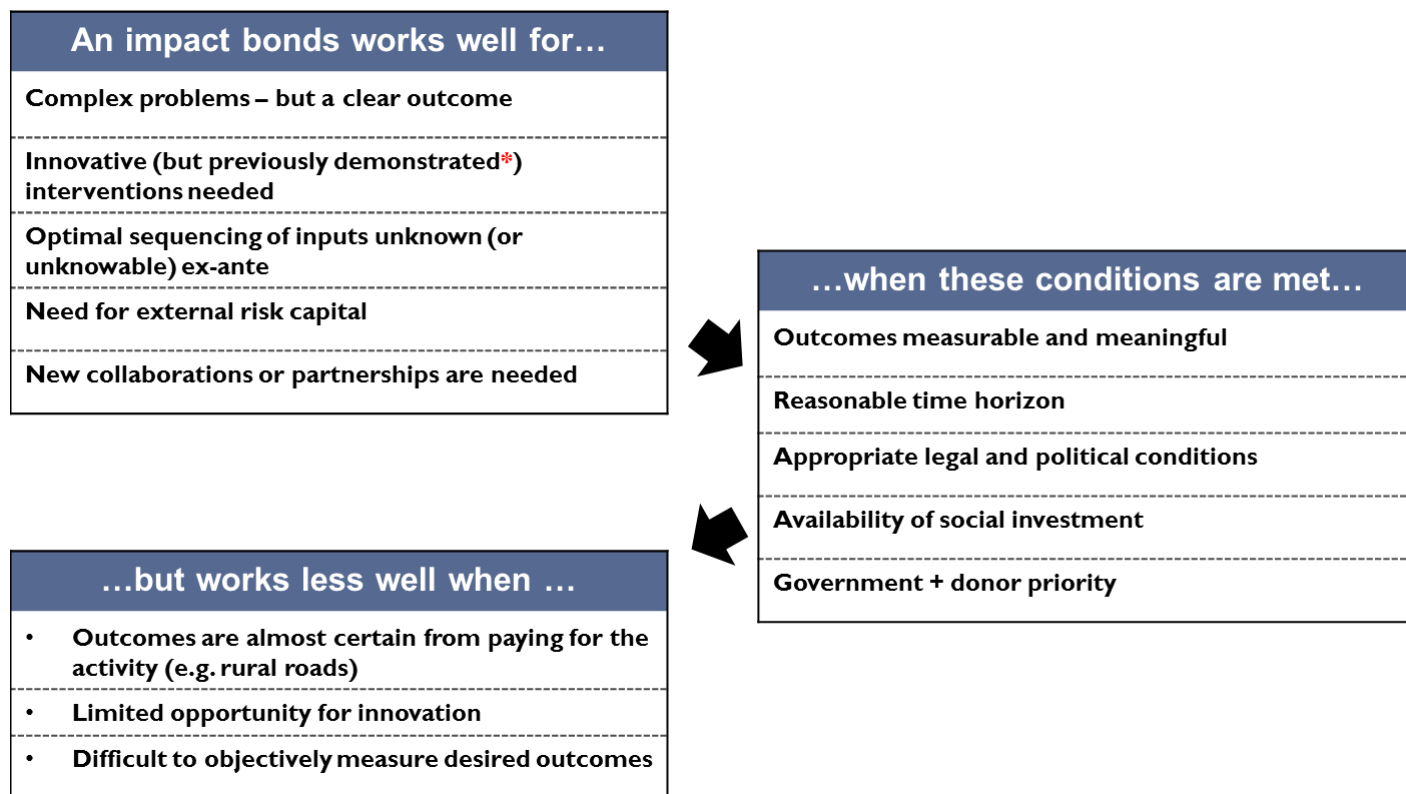 An impact bonds works well for…
Complex problems – but a clear outcome
Innovative (but previously demonstrated*)
interventions needed
Optimal sequencing of inputs unknown (or
unknowable) ex-ante
Need for external risk capital
New collaborations or partnerships are needed
…when these conditions are met…
Outcomes measurable and meaningful
Reasonable time horizon
Appropriate legal and political conditions
Availability of social investment
Government + donor priority
…but works less well when …
• Outcomes are almost certain from paying for the
activity (e.g. rural roads)
• Limited opportunity for innovation
• Difficult to objectively measure desired outcomes